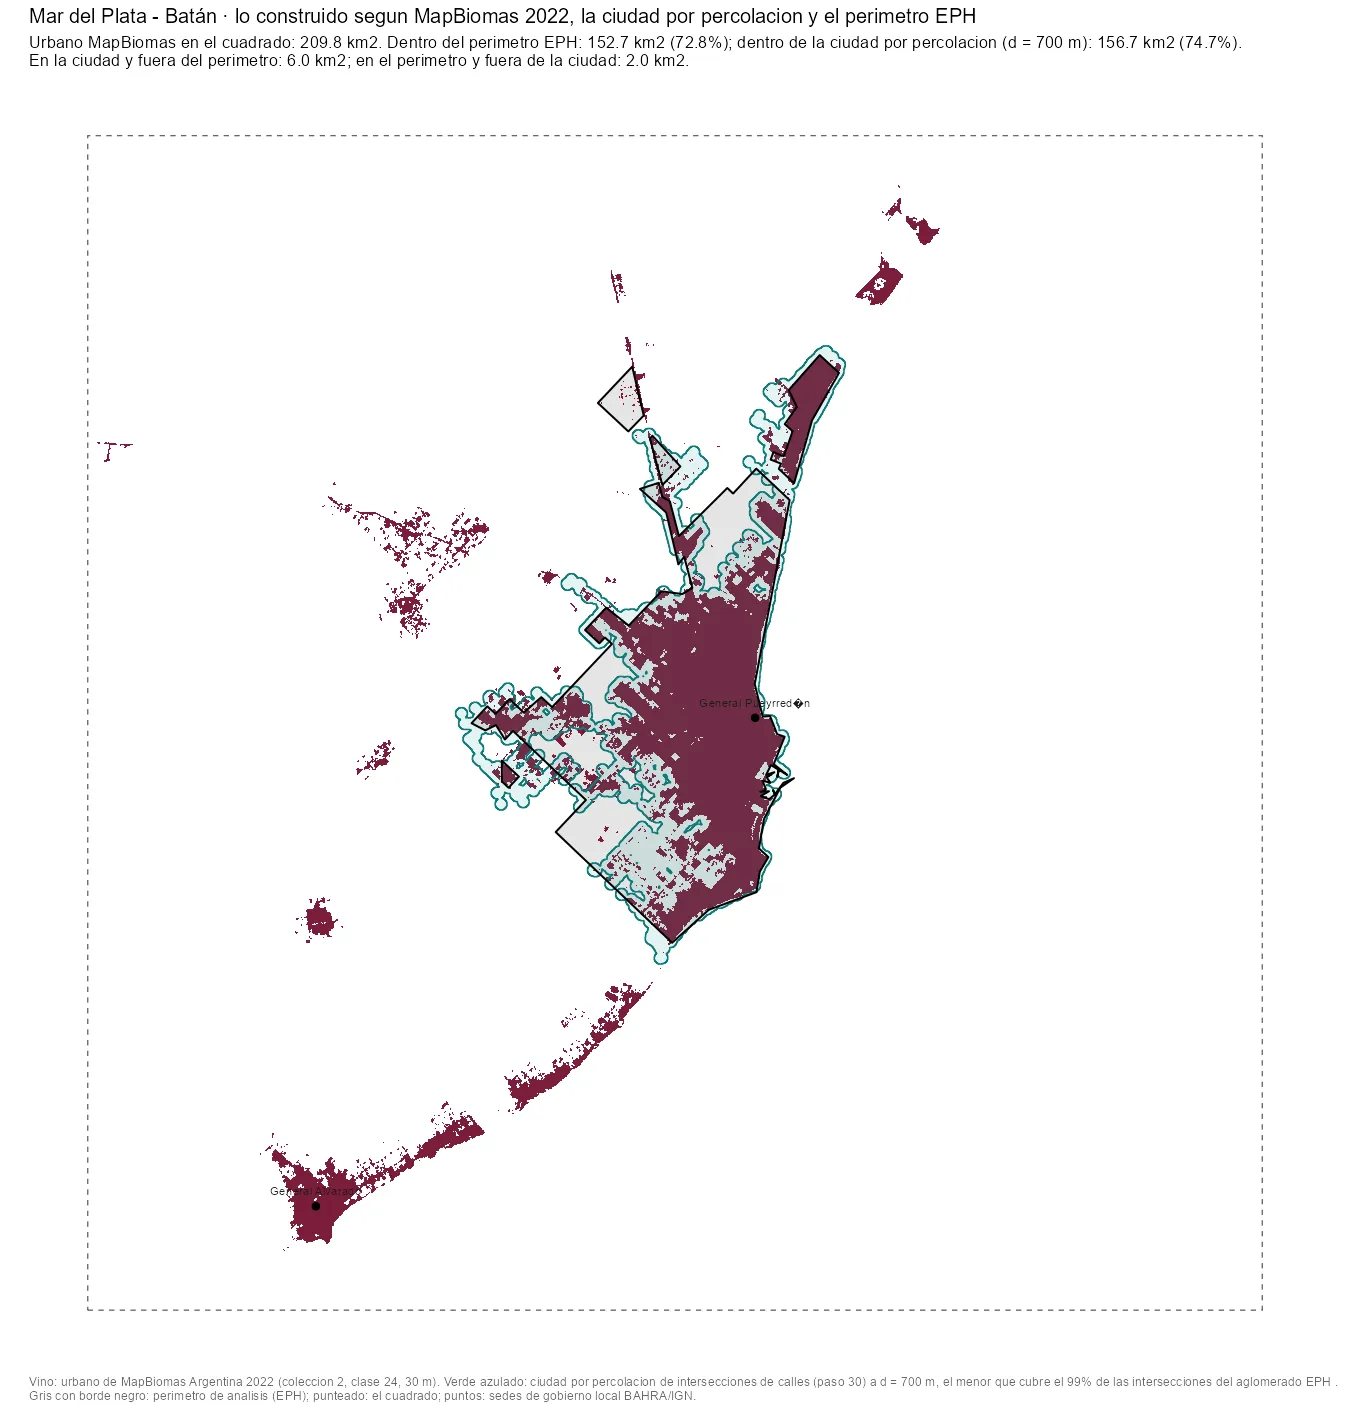 Mar del Plata - Batán · lo construido segun MapBiomas 2022, la ciudad por percolacion y el perimetro EPH
Urbano MapBiomas en el cuadrado: 209.8 km2. Dentro del perimetro EPH: 152.7 km2 (72.8%); dentro de la ciudad por percolacion (d = 700 m): 156.7 km2 (74.7%).
En la ciudad y fuera del perimetro: 6.0 km2; en el perimetro y fuera de la ciudad: 2.0 km2.
General Pueyrred�n
General Alvarado
Vino: urbano de MapBiomas Argentina 2022 (coleccion 2, clase 24, 30 m). Verde azulado: ciudad por percolacion de intersecciones de calles (paso 30) a d = 700 m, el menor que cubre el 99% de las intersecciones del aglomerado EPH .
Gris con borde negro: perimetro de analisis (EPH); punteado: el cuadrado; puntos: sedes de gobierno local BAHRA/IGN.